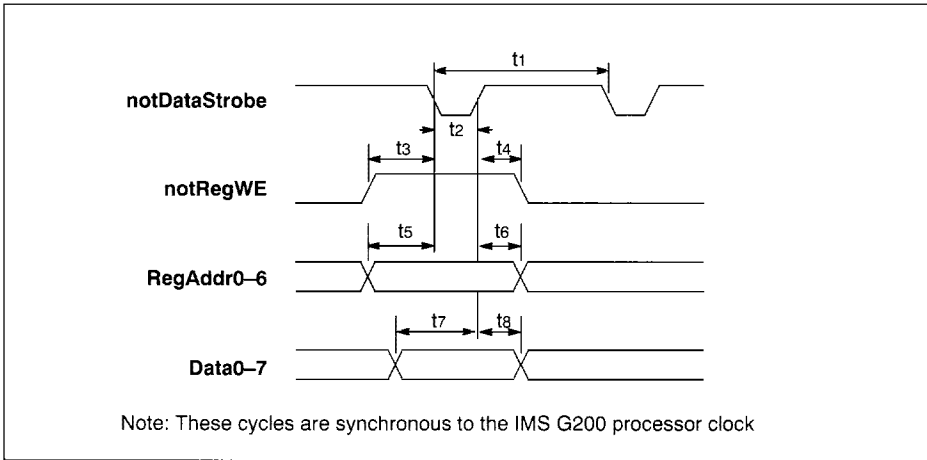 t1
notDataStrobe
t2
t3
t4
notRegWE
t5
t6
RegAddr0–6
t7
t8
Data0–7
Note: These cycles are synchronous to the IMS G200 processor clock